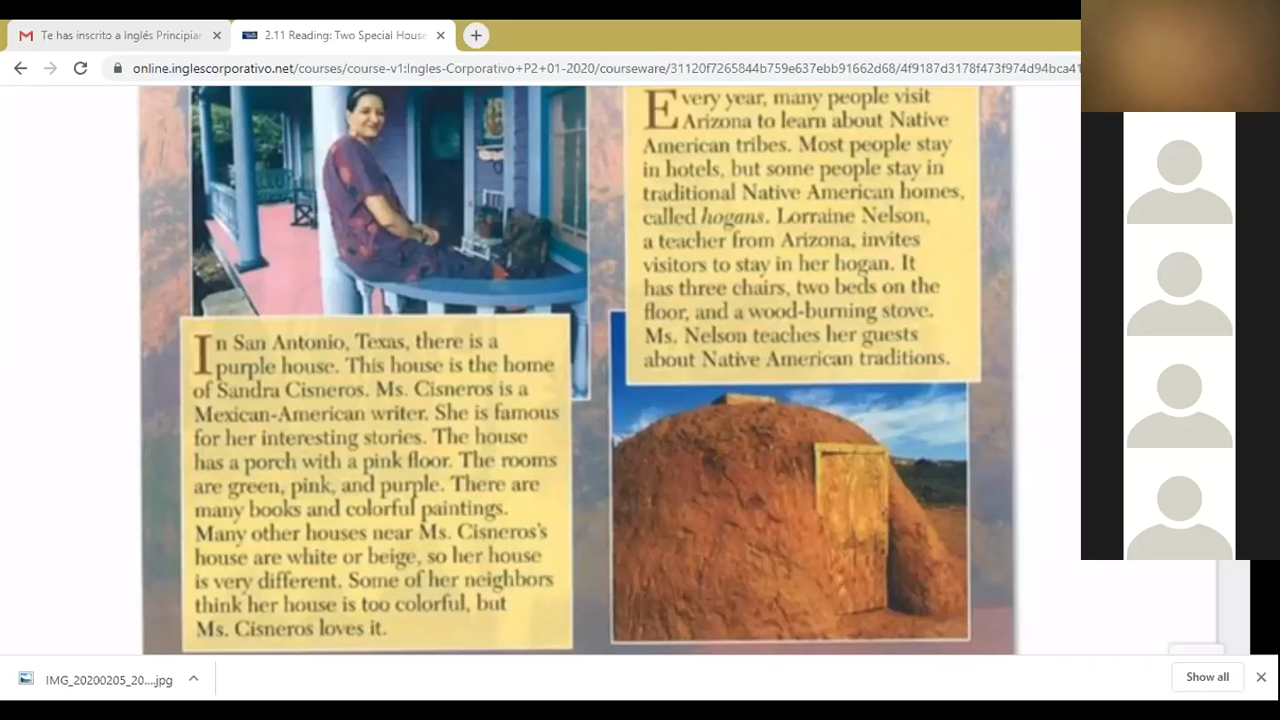 Te has inscrito a Inglés Principian
2.11 Reading: Two Special House
online.inglescorporativo.net/courses/course-v1:Ingles-Corporativo+P2+01-2020/courseware/31120f7265844b759e637ebb91662d68/4f9187d3178f473f974d94bca41
In San Antonio, Texas, there is a
purple house. This house is the home
of Sandra Cisneros. Ms. Cisneros is a
Mexican-American writer. She is famous
for her interesting stories. The house
has a porch with a pink floor. The rooms
are green, pink, and purple. There are
many books and colorful paintings.
Many other houses near Ms. Cisneros's
house are white or beige, so her house
is very different. Some of her neighbors
think her house is too colorful, but
Ms. Cisneros loves it.
Every year, many people visit
Arizona to learn about Native
American tribes. Most people stay
in hotels, but some people stay in
traditional Native American homes,
called hogans. Lorraine Nelson,
a teacher from Arizona, invites
visitors to stay in her hogan. It
has three chairs, two beds on the
floor, and a wood-burning stove.
Ms. Nelson teaches her guests
about Native American traditions.
IMG_20200205_20....jpg
Show all